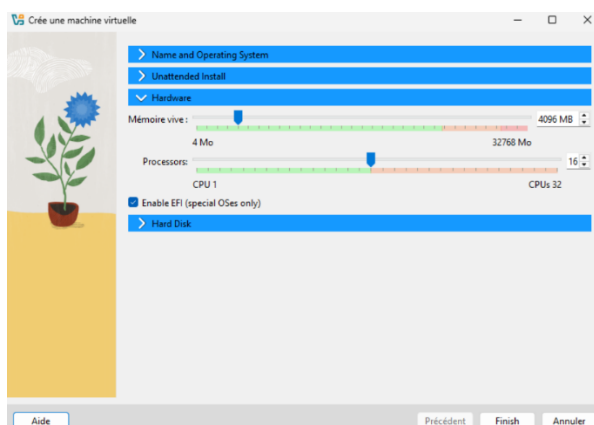 Crée une machine virtuelle
Name and Operating System
Unattended Install
Hardware
Mémoire vive : 4096 MB
4 Mo 32768 Mo
Processors: 16
CPU 1 CPUs 32
Enable EFI (special OSes only)
Hard Disk
Aide Précédent Finish Annuler